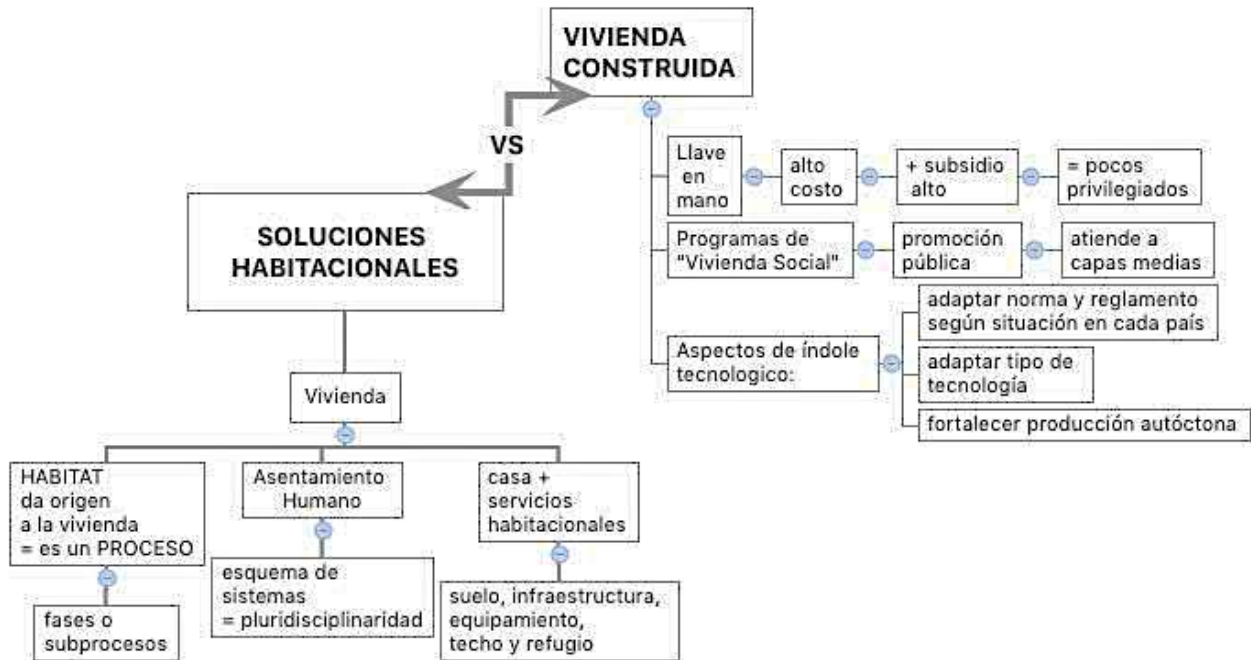 VIVIENDA
CONSTRUIDA
VS
Llave
en
mano
alto
costo
+ subsidio
alto
= pocos
privilegiados
SOLUCIONES
HABITACIONALES
Programas de
"Vivienda Social"
promoción
pública
atiende a
capas medias
Aspectos de índole
tecnologico:
adaptar norma y reglamento
según situación en cada país
adaptar tipo de
tecnología
fortalecer producción autóctona
Vivienda
HABITAT
da origen
a la vivienda
= es un PROCESO
fases o
subprocesos
Asentamiento
Humano
esquema de
sistemas
= pluridisciplinaridad
casa +
servicios
habitacionales
suelo, infraestructura,
equipamiento,
techo y refugio